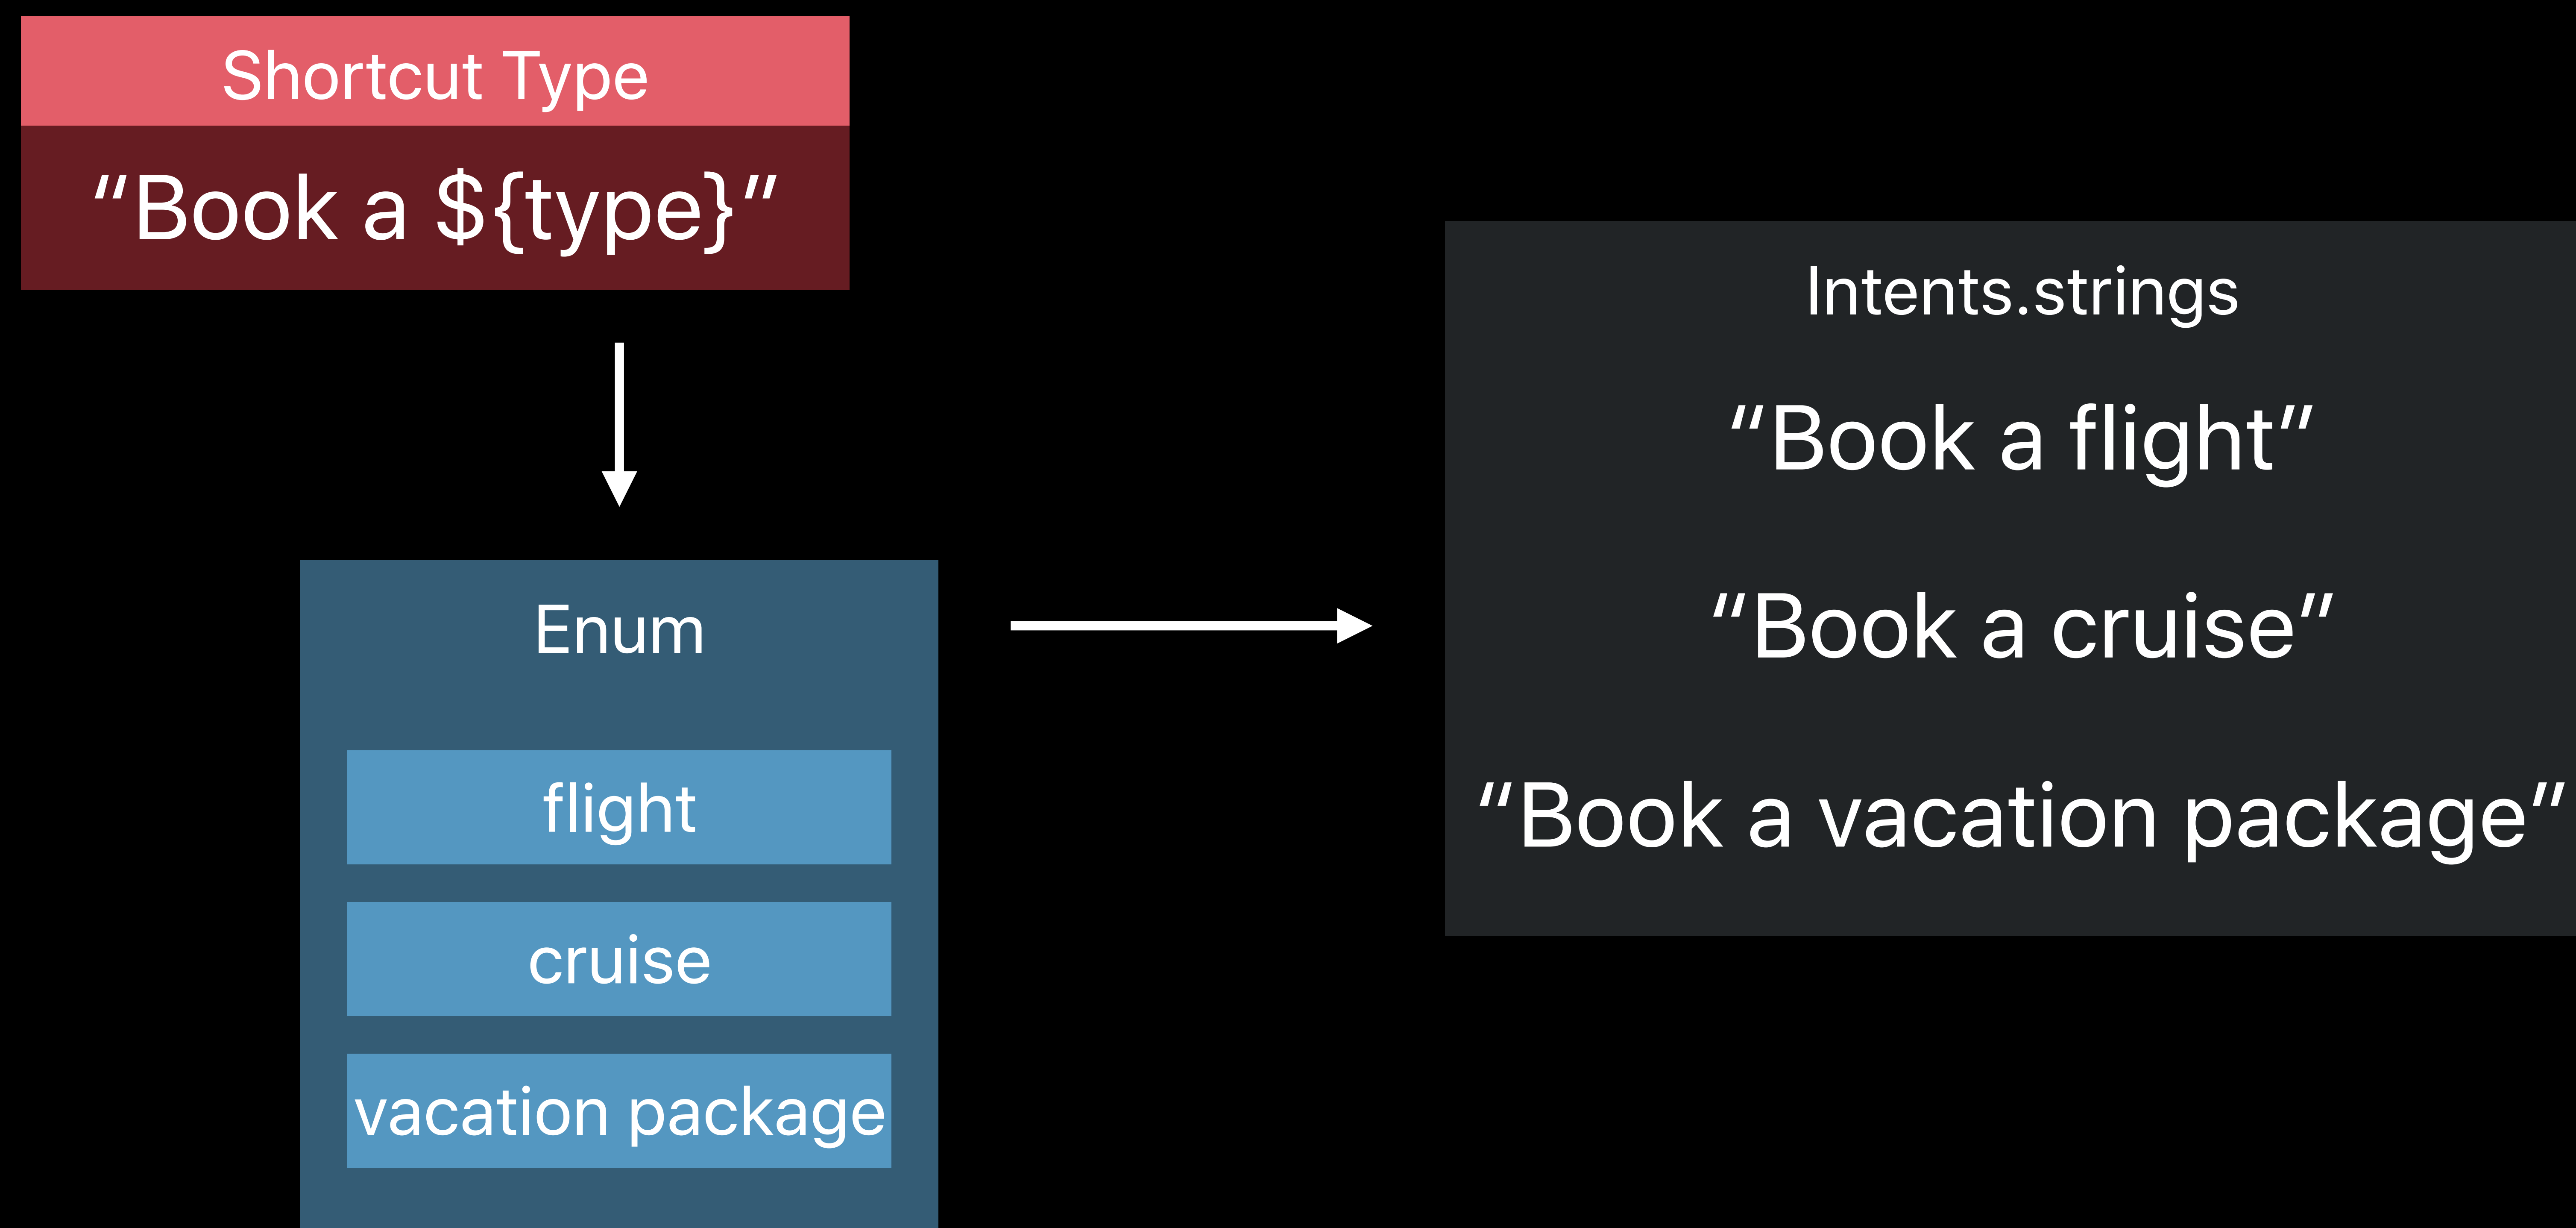 Shortcut Type
“Book a ${type}”
Enum
flight
cruise
vacation package
Intents.strings
“Book a flight”
“Book a cruise”
“Book a vacation package”